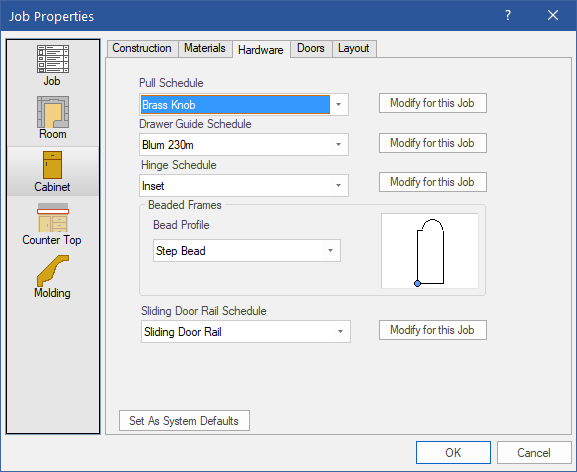 Job Properties
?
Job
Room
Cabinet
Counter Top
Molding
Construction Materials Hardware Doors Layout
Pull Schedule
Brass Knob Modify for this Job
Drawer Guide Schedule
Blum 230m Modify for this Job
Hinge Schedule
Inset Modify for this Job
Beaded Frames
Bead Profile
Step Bead
Sliding Door Rail Schedule
Sliding Door Rail Modify for this Job
Set As System Defaults
OK Cancel